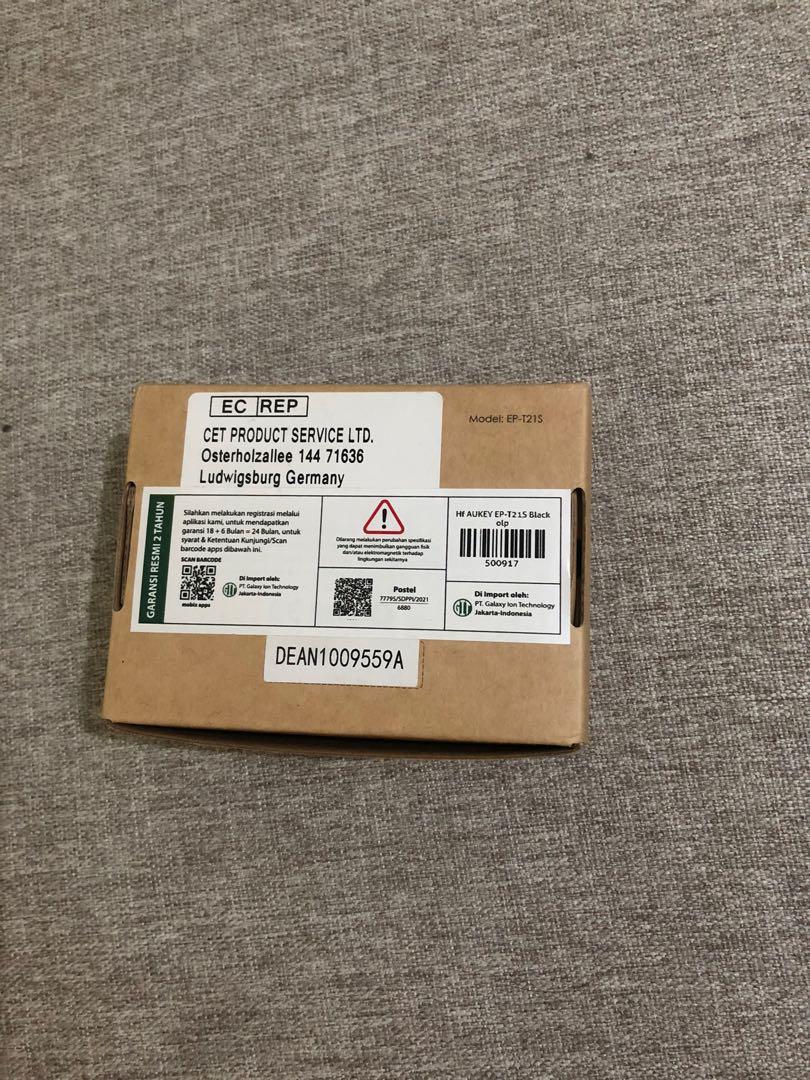 EC REP
CET PRODUCT SERVICE LTD.
Osterholzallee 144 71636
Ludwigsburg Germany
Model: EP-T21S
GARANSI RESMI 2 TAHUN
Silahkan melakukan registrasi melalui
aplikasi kami, untuk mendapatkan
garansi 18 + 6 Bulan = 24 Bulan, untuk
syarat & Ketentuan Kunjungi/Scan
barcode apps dibawah ini.
SCAN BARCODE
mobix apps
Di Import oleh:
PT. Galaxy Ion Technology
Jakarta-Indonesia
Dilarang melakukan perubahan spesifikasi
yang dapat menimbulkan gangguan fisik
dan/atau elektromagnetik terhadap
lingkungan sekitarnya
Postel
77795/SDPPI/2021
6880
Hf AUKEY EP-T21S Black
olp
500917
GIT
Di Import oleh:
PT. Galaxy Ion Technology
Jakarta-Indonesia
DEAN1009559A